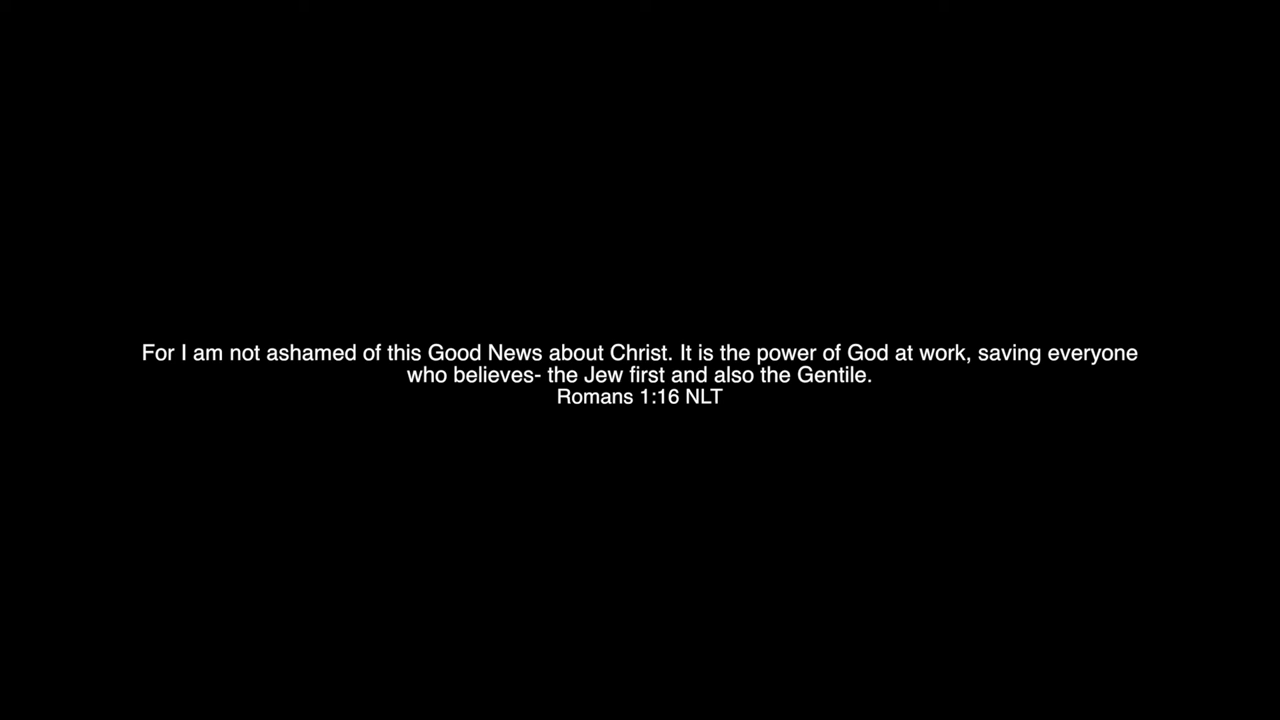 For I am not ashamed of this Good News about Christ. It is the power of God at work, saving everyone
who believes- the Jew first and also the Gentile.
Romans 1:16 NLT